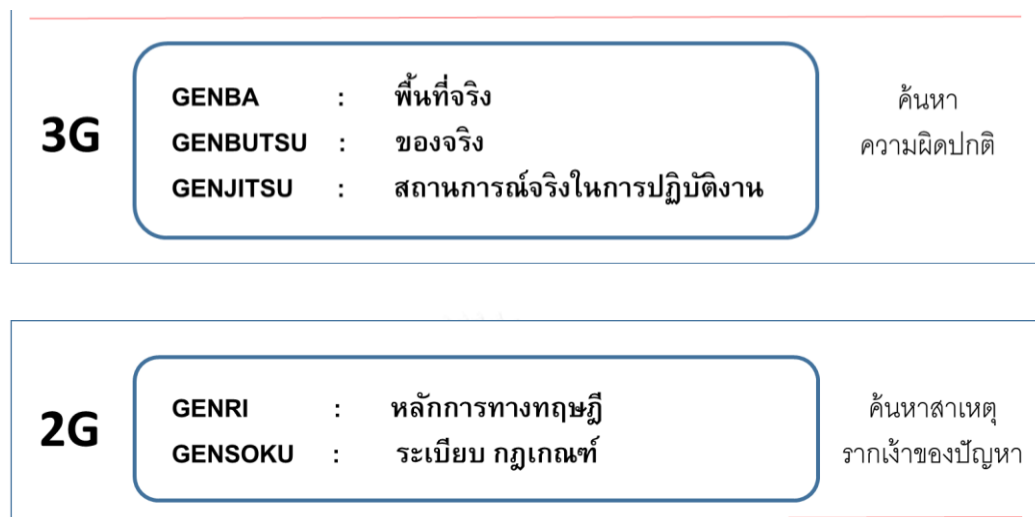 3G
GENBA : พื้นที่จริง
GENBUTSU : ของจริง
GENJITSU : สถานการณ์จริงในการปฏิบัติงาน
ค้นหา
ความผิดปกติ
2G
GENRI : หลักการทางทฤษฎี
GENSOKU : ระเบียบ กฎเกณฑ์
ค้นหาสาเหตุ
รากเง้าของปัญหา